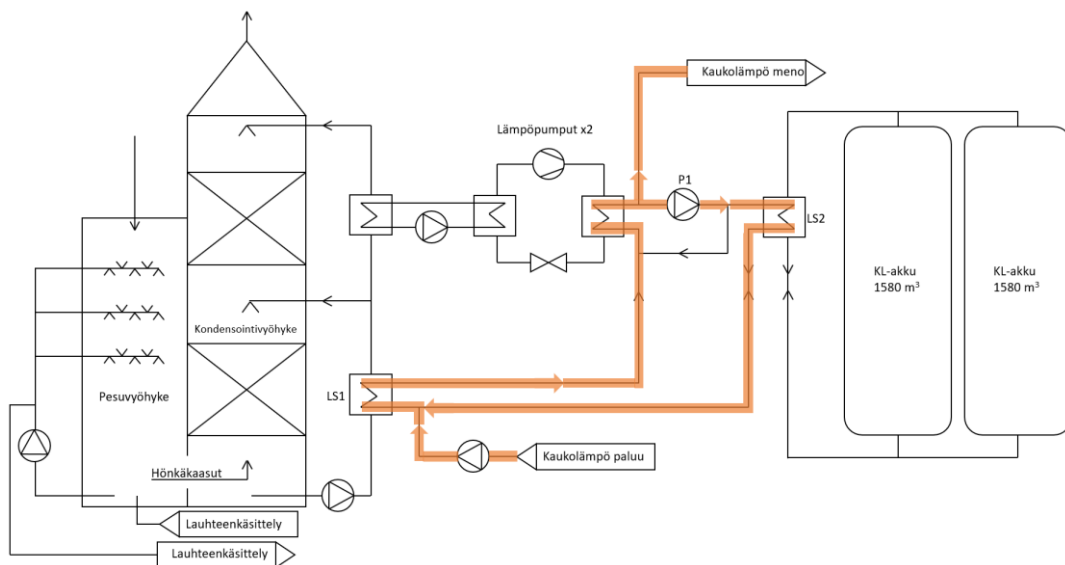 Kaukolämpö meno
Lämpöpumput x2
P1
LS2
KL-akku
1580 m³
KL-akku
1580 m³
Kondensointivyöhyke
Pesuvyöhyke
LS1
Kaukolämpö paluu
Hönkäkaasut
Lauhteenkäsittely
Lauhteenkäsittely